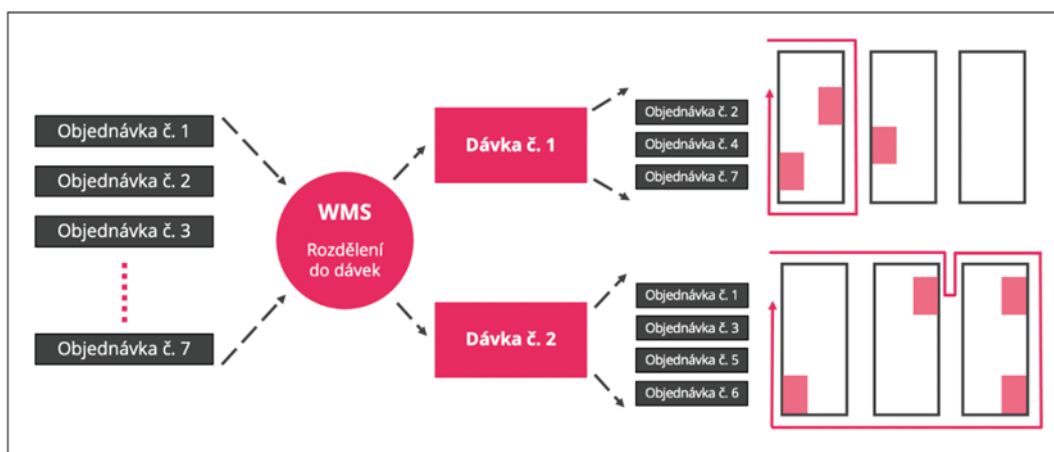 Objednávka č. 1
Objednávka č. 2
Objednávka č. 3
Objednávka č. 7
WMS
Rozdělení
do dávek
Dávka č. 1
Objednávka č. 2
Objednávka č. 4
Objednávka č. 7
Dávka č. 2
Objednávka č. 1
Objednávka č. 3
Objednávka č. 5
Objednávka č. 6